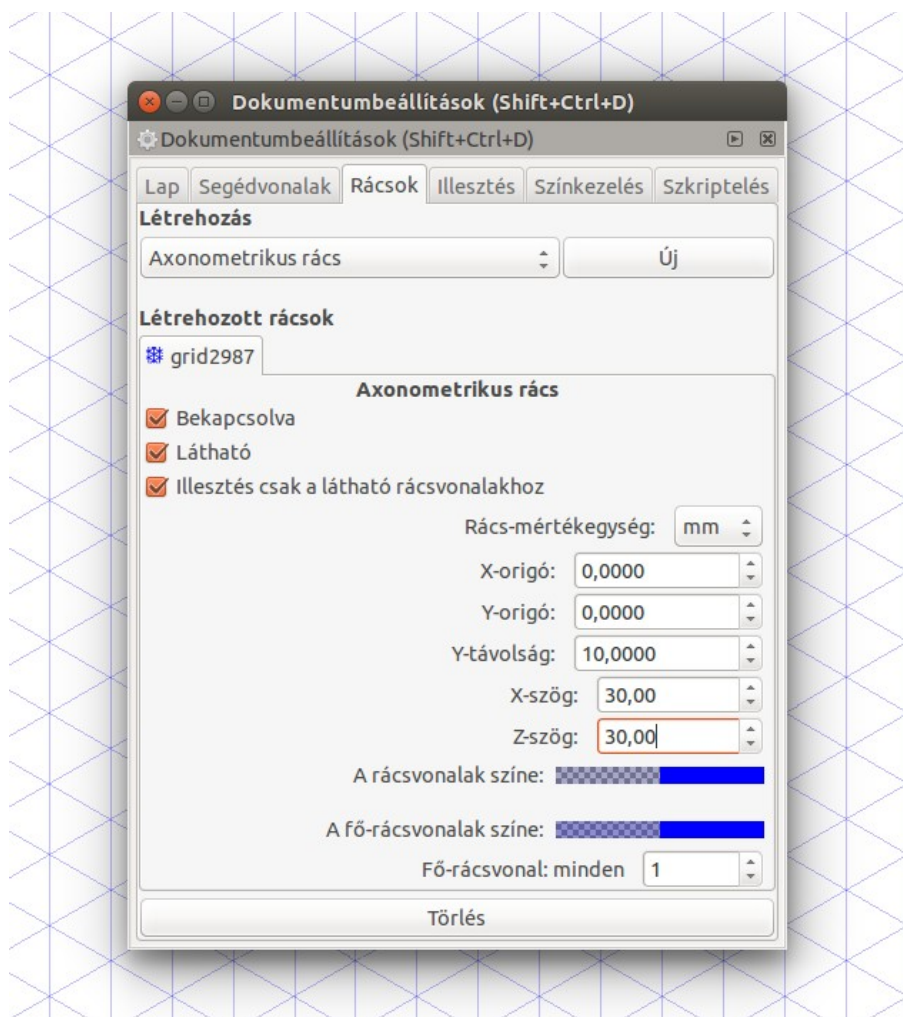 Dokumentumbeállítások (Shift+Ctrl+D)
Dokumentumbeállítások (Shift+Ctrl+D)
Lap Segédvonalak Rácsok Illesztés Színkezelés Szkriptelés
Létrehozás
Axonometrikus rács Új
Létrehozott rácsok
grid2987
Axonometrikus rács
Bekapcsolva
Látható
Illesztés csak a látható rácsvonalakhoz
Rács-mértékegység: mm
X-origó: 0,0000
Y-origó: 0,0000
Y-távolság: 10,0000
X-szög: 30,00
Z-szög: 30,00
A rácsvonalak színe:
A fő-rácsvonalak színe:
Fő-rácsvonal: minden 1
Törlés